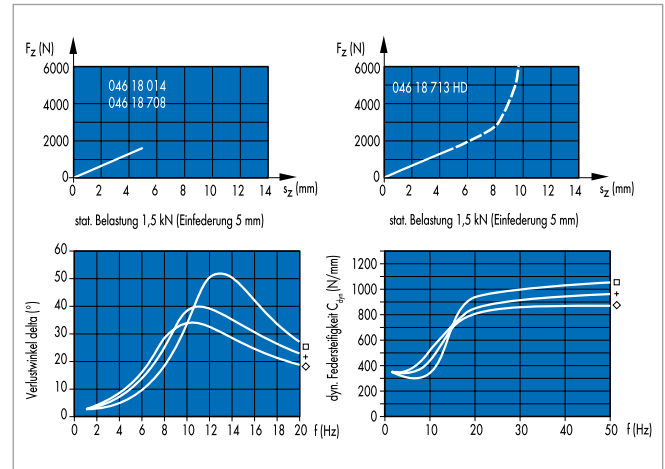 F_z (N)
6000
4000
2000
0
046 18 014
046 18 708
0 2 4 6 8 10 12 14
s_z (mm)
stat. Belastung 1,5 kN (Einfederung 5 mm)
F_z (N)
6000
4000
2000
0
046 18 713 HD
0 2 4 6 8 10 12 14
s_z (mm)
stat. Belastung 1,5 kN (Einfederung 5 mm)
Verlustwinkel delta (°)
60
50
40
30
20
10
0
0 2 4 6 8 10 12 14 16 18 20 f (Hz)
□
+
◇
dyn. Federsteifigkeit C_dyn (N/mm)
1200
1000
800
600
400
200
0
0 10 20 30 40 50 f (Hz)
□
+
◇